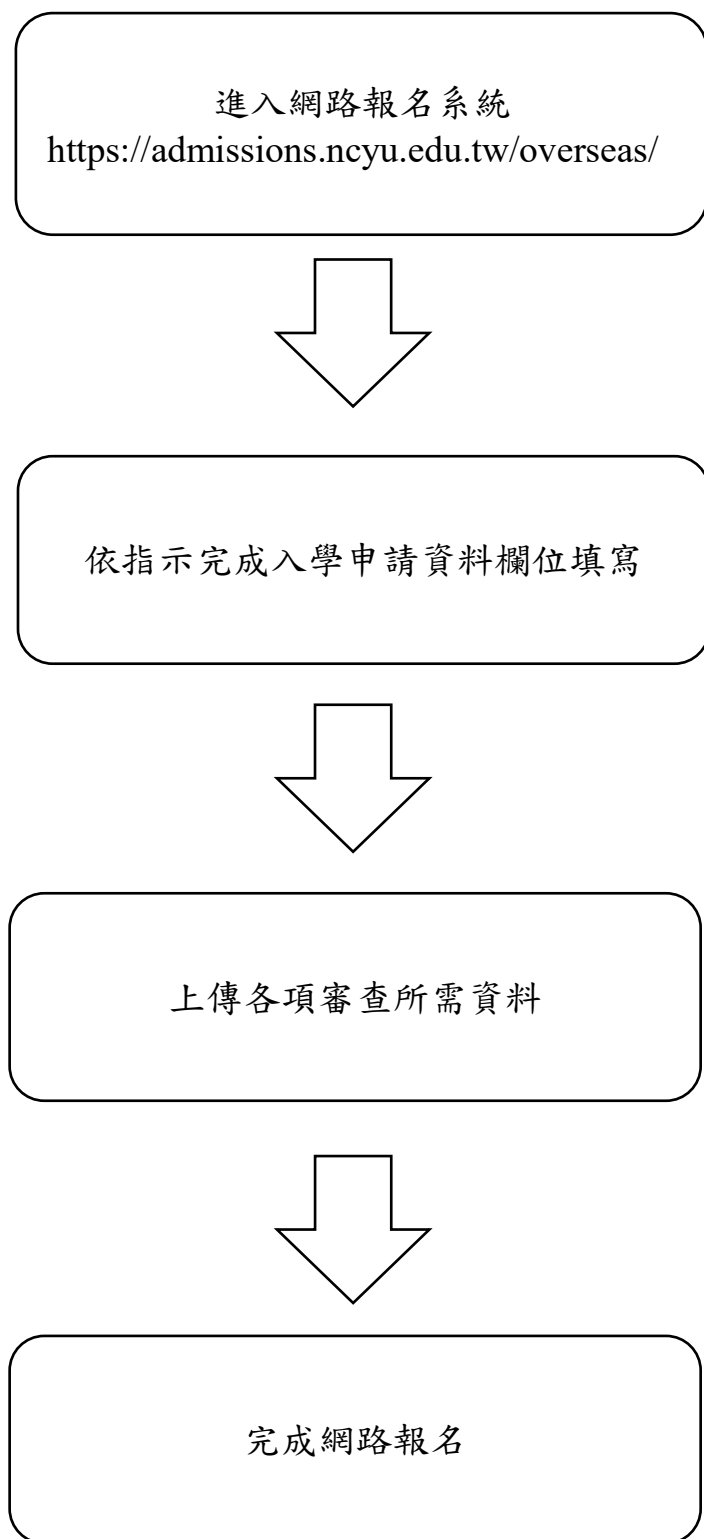 進入網路報名系統
https://admissions.ncyu.edu.tw/overseas/
依指示完成入學申請資料欄位填寫
上傳各項審查所需資料
完成網路報名